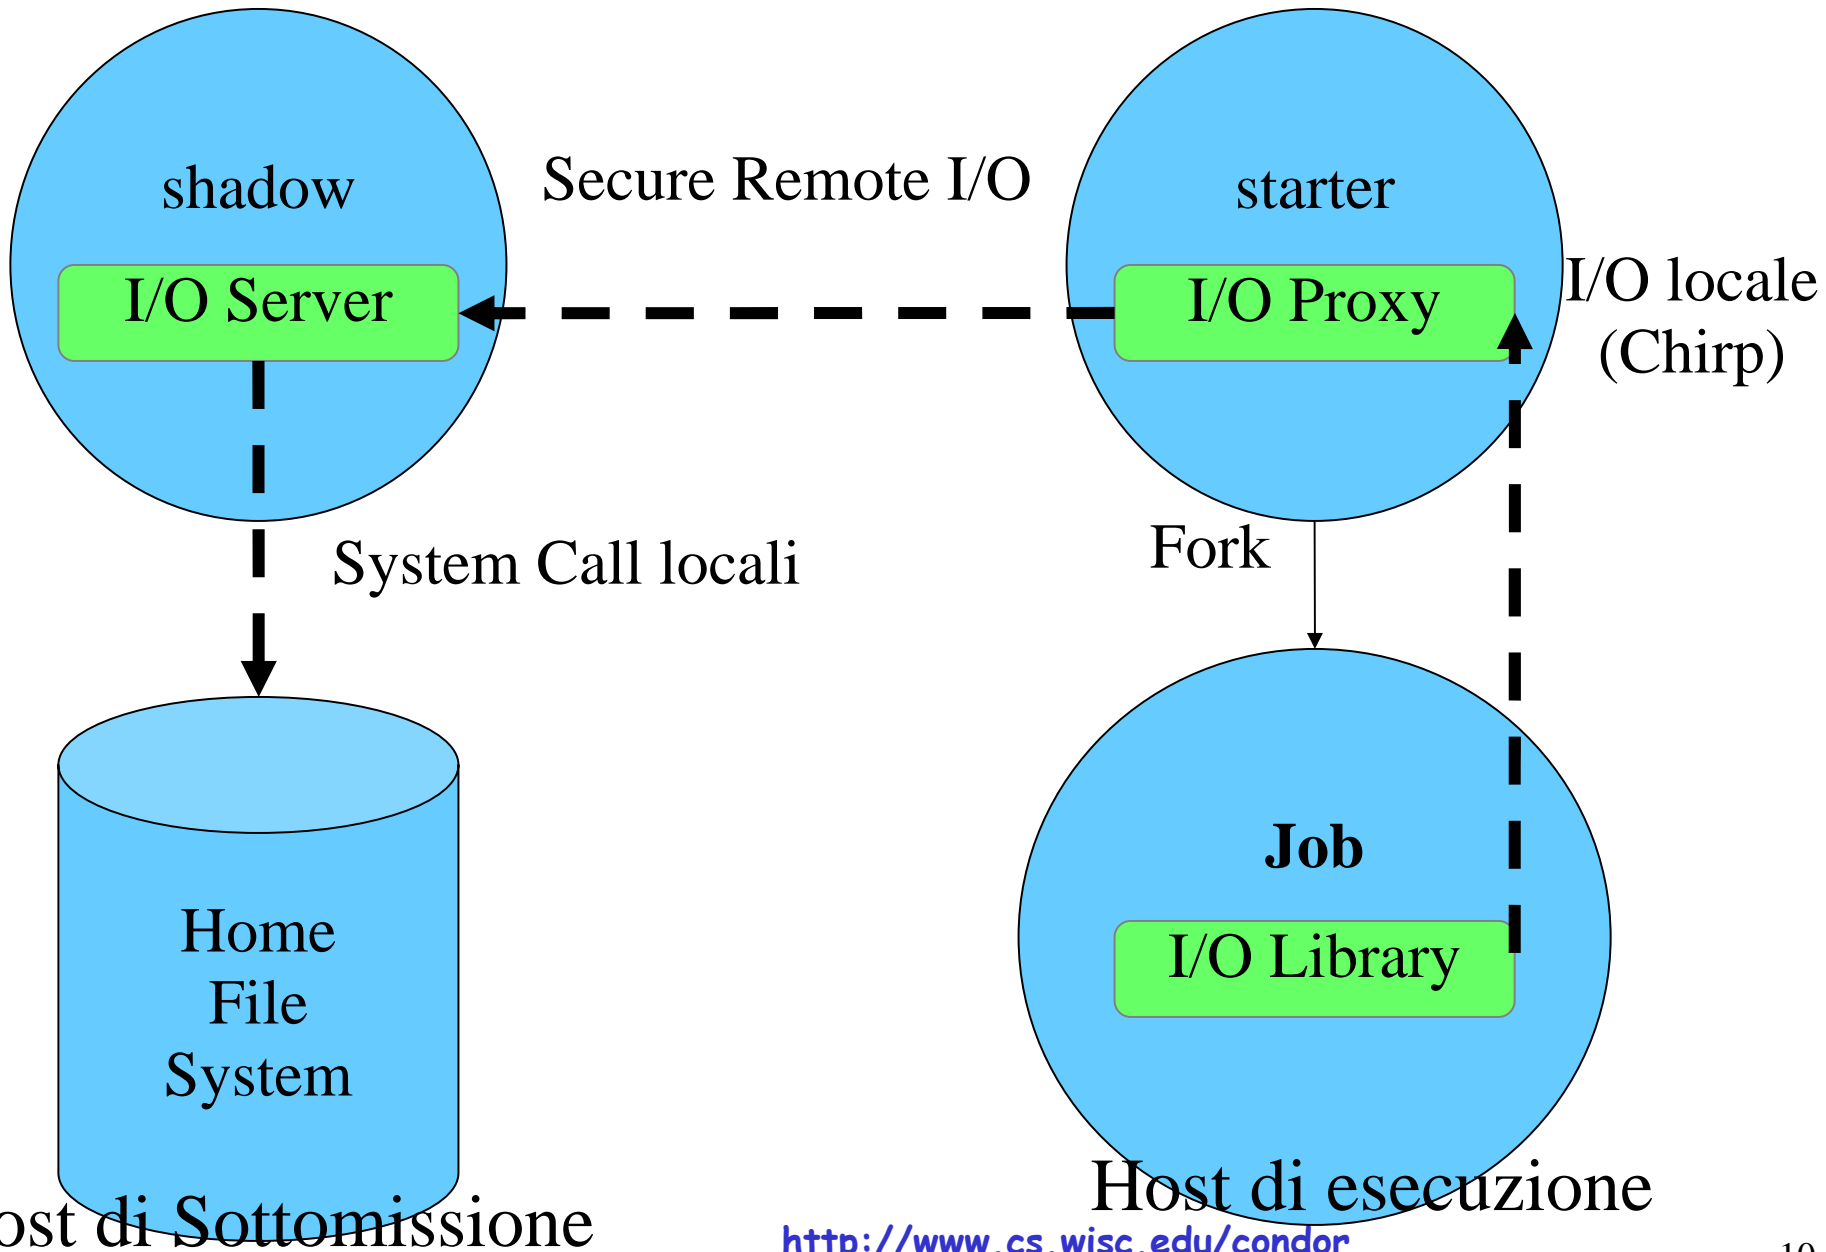 shadow
Secure Remote I/O
starter
I/O Server
I/O Proxy
I/O locale
(Chirp)
System Call locali
Fork
Job
Home
File
System
I/O Library
ost di Sottomissione
Host di esecuzione
http://www.cs.wisc.edu/condor
10